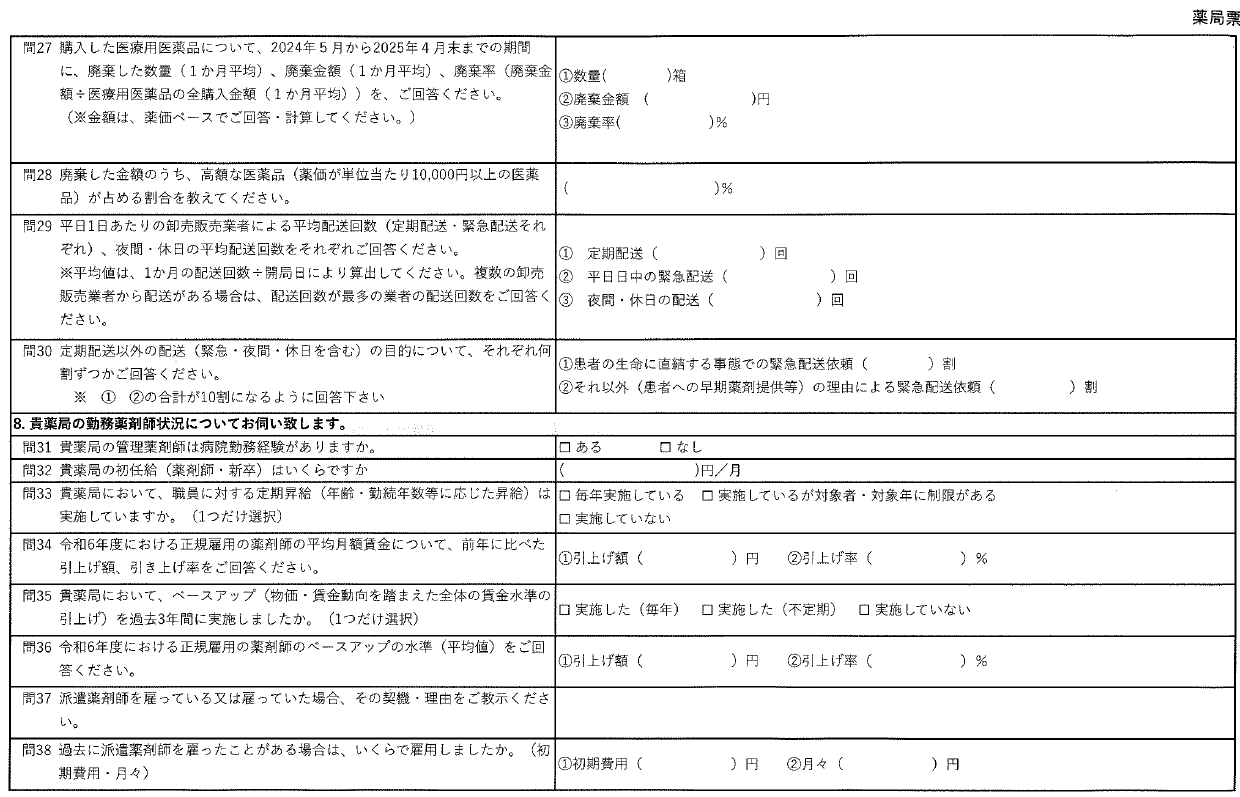 薬局票
問27 購入した医療用医薬品について、2024年5月から2025年4月末までの期間
に、廃棄した数量（１か月平均）、廃棄金額（１か月平均）、廃棄率（廃棄金
額÷医療用医薬品の全購入金額（１か月平均））を、ご回答ください。
（※金額は、薬価ベースでご回答・計算してください。）
①数量(　　　　)箱
②廃棄金額　(　　　　　　　)円
③廃棄率(　　　　　　)%
問28 廃棄した金額のうち、高額な医薬品（薬価が単位当たり10,000円以上の医薬
品）が占める割合を教えてください。
(　　　　　　　　　　)%
問29 平日1日あたりの卸売販売業者による平均配送回数（定期配送・緊急配送それ
ぞれ）、夜間・休日の平均配送回数をそれぞれご回答ください。
※平均値は、1か月の配送回数÷開局日により算出してください。複数の卸売
販売業者から配送がある場合は、配送回数が最多の業者の配送回数をご回答く
ださい。
①　定期配送（　　　　　　　）回
②　平日日中の緊急配送（　　　　　　　）回
③　夜間・休日の配送（　　　　　　　）回
問30 定期配送以外の配送（緊急・夜間・休日を含む）の目的について、それぞれ何
割ずつかご回答ください。
※　①　②の合計が10割になるように回答下さい
①患者の生命に直結する事態での緊急配送依頼（　　　　）割
②それ以外（患者への早期薬剤提供等）の理由による緊急配送依頼（　　　　　）割
8. 貴薬局の勤務薬剤師状況についてお伺い致します。
問31 貴薬局の管理薬剤師は病院勤務経験がありますか。
□ ある　　　　□ なし
問32 貴薬局の初任給（薬剤師・新卒）はいくらですか
(　　　　　　　　　)円／月
問33 貴薬局において、職員に対する定期昇給（年齢・勤続年数等に応じた昇給）は
実施していますか。（1つだけ選択）
□ 毎年実施している　□ 実施しているが対象者・対象年に制限がある
□ 実施していない
問34 令和6年度における正規雇用の薬剤師の平均月額賃金について、前年に比べた
引上げ額、引き上げ率をご回答ください。
①引上げ額（　　　　　　）円　　②引上げ率（　　　　　　）％
問35 貴薬局において、ベースアップ（物価・賃金動向を踏まえた全体の賃金水準の
引上げ）を過去3年間に実施しましたか。（1つだけ選択）
□ 実施した（毎年）　□ 実施した（不定期）　□ 実施していない
問36 令和6年度における正規雇用の薬剤師のベースアップの水準（平均値）をご回
答ください。
①引上げ額（　　　　　　）円　　②引上げ率（　　　　　　）％
問37 派遣薬剤師を雇っている又は雇っていた場合、その契機・理由をご教示くださ
い。
問38 過去に派遣薬剤師を雇ったことがある場合は、いくらで雇用しましたか。（初
期費用・月々）
①初期費用（　　　　　　）円　　②月々（　　　　　　）円